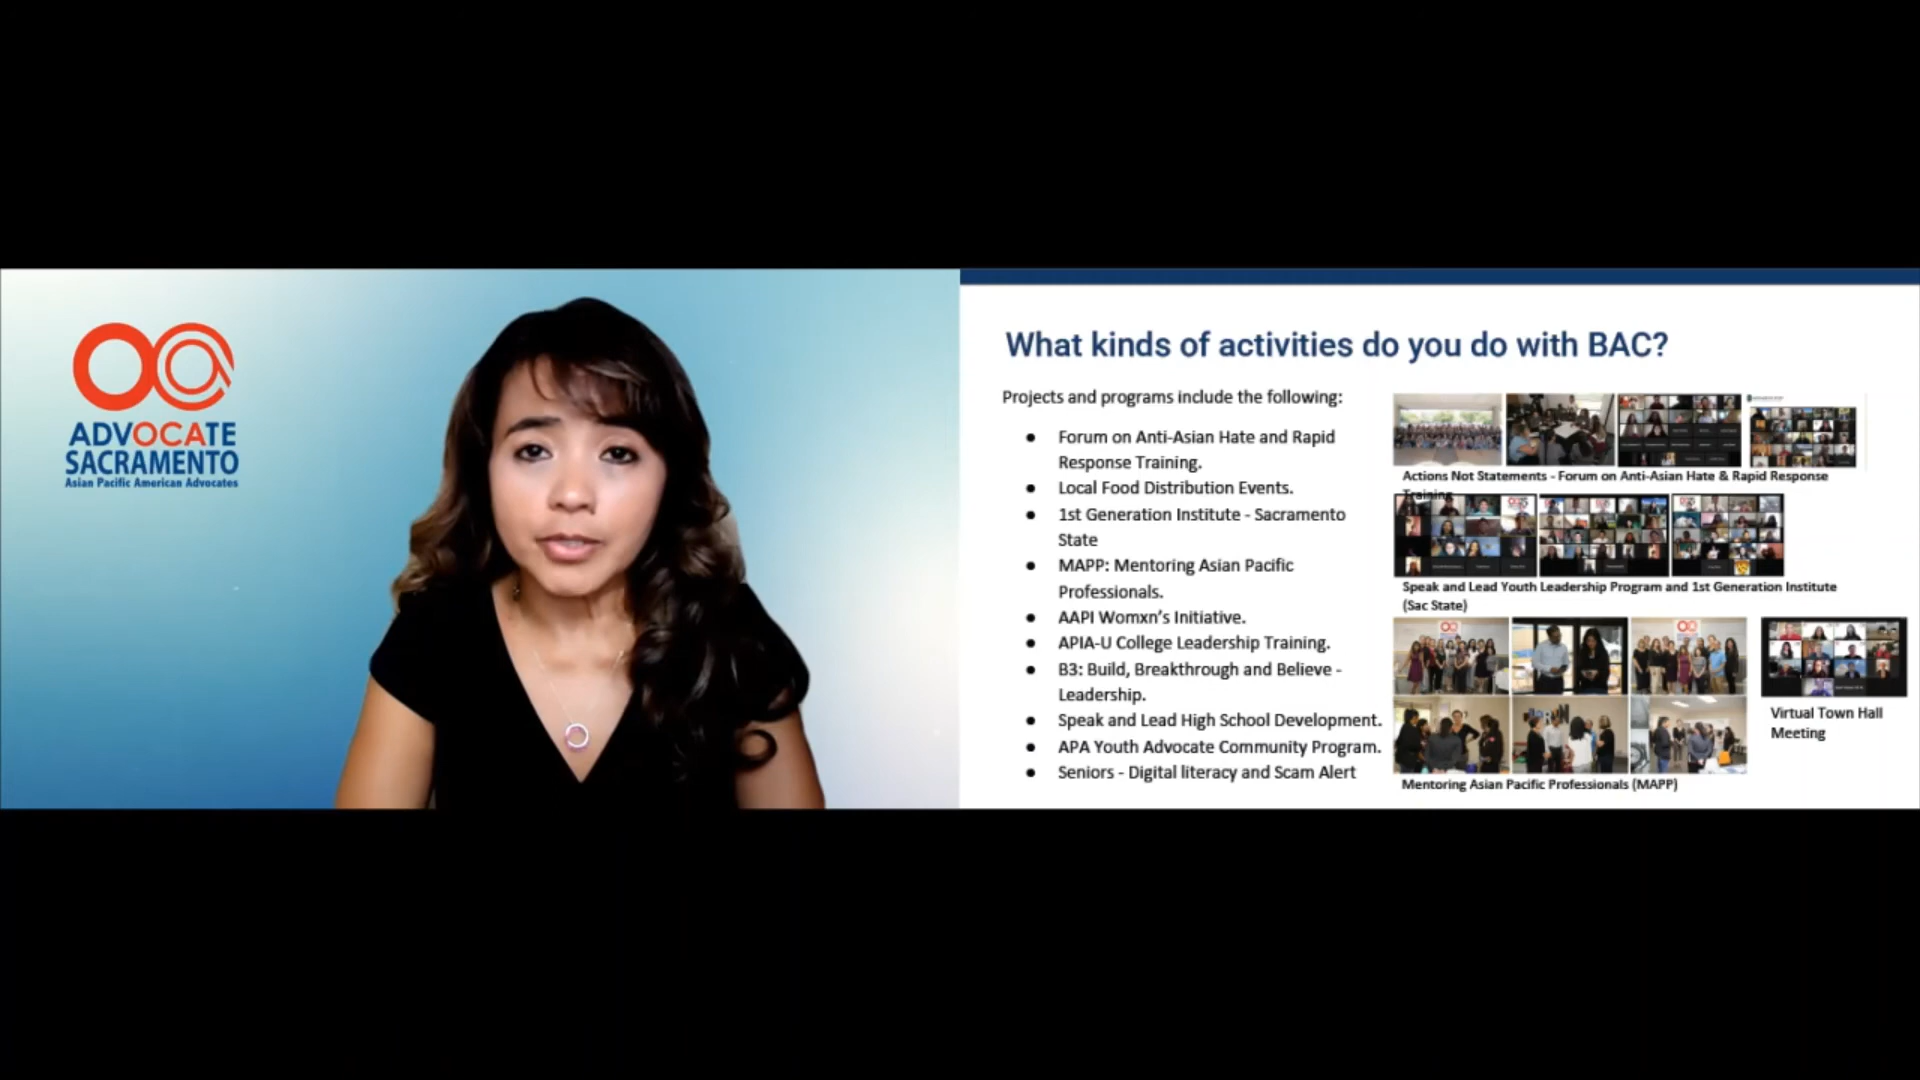 ADVOCATE
SACRAMENTO
Asian Pacific American Advocates
What kinds of activities do you do with BAC?
Projects and programs include the following:
● Forum on Anti-Asian Hate and Rapid
Response Training.
● Local Food Distribution Events.
● 1st Generation Institute - Sacramento
State
● MAPP: Mentoring Asian Pacific
Professionals.
● AAPI Womxn's Initiative.
● APIA-U College Leadership Training.
● B3: Build, Breakthrough and Believe -
Leadership.
● Speak and Lead High School Development.
● APA Youth Advocate Community Program.
● Seniors - Digital literacy and Scam Alert
Actions Not Statements - Forum on Anti-Asian Hate & Rapid Response
Training
Speak and Lead Youth Leadership Program and 1st Generation Institute
(Sac State)
Virtual Town Hall
Meeting
Mentoring Asian Pacific Professionals (MAPP)